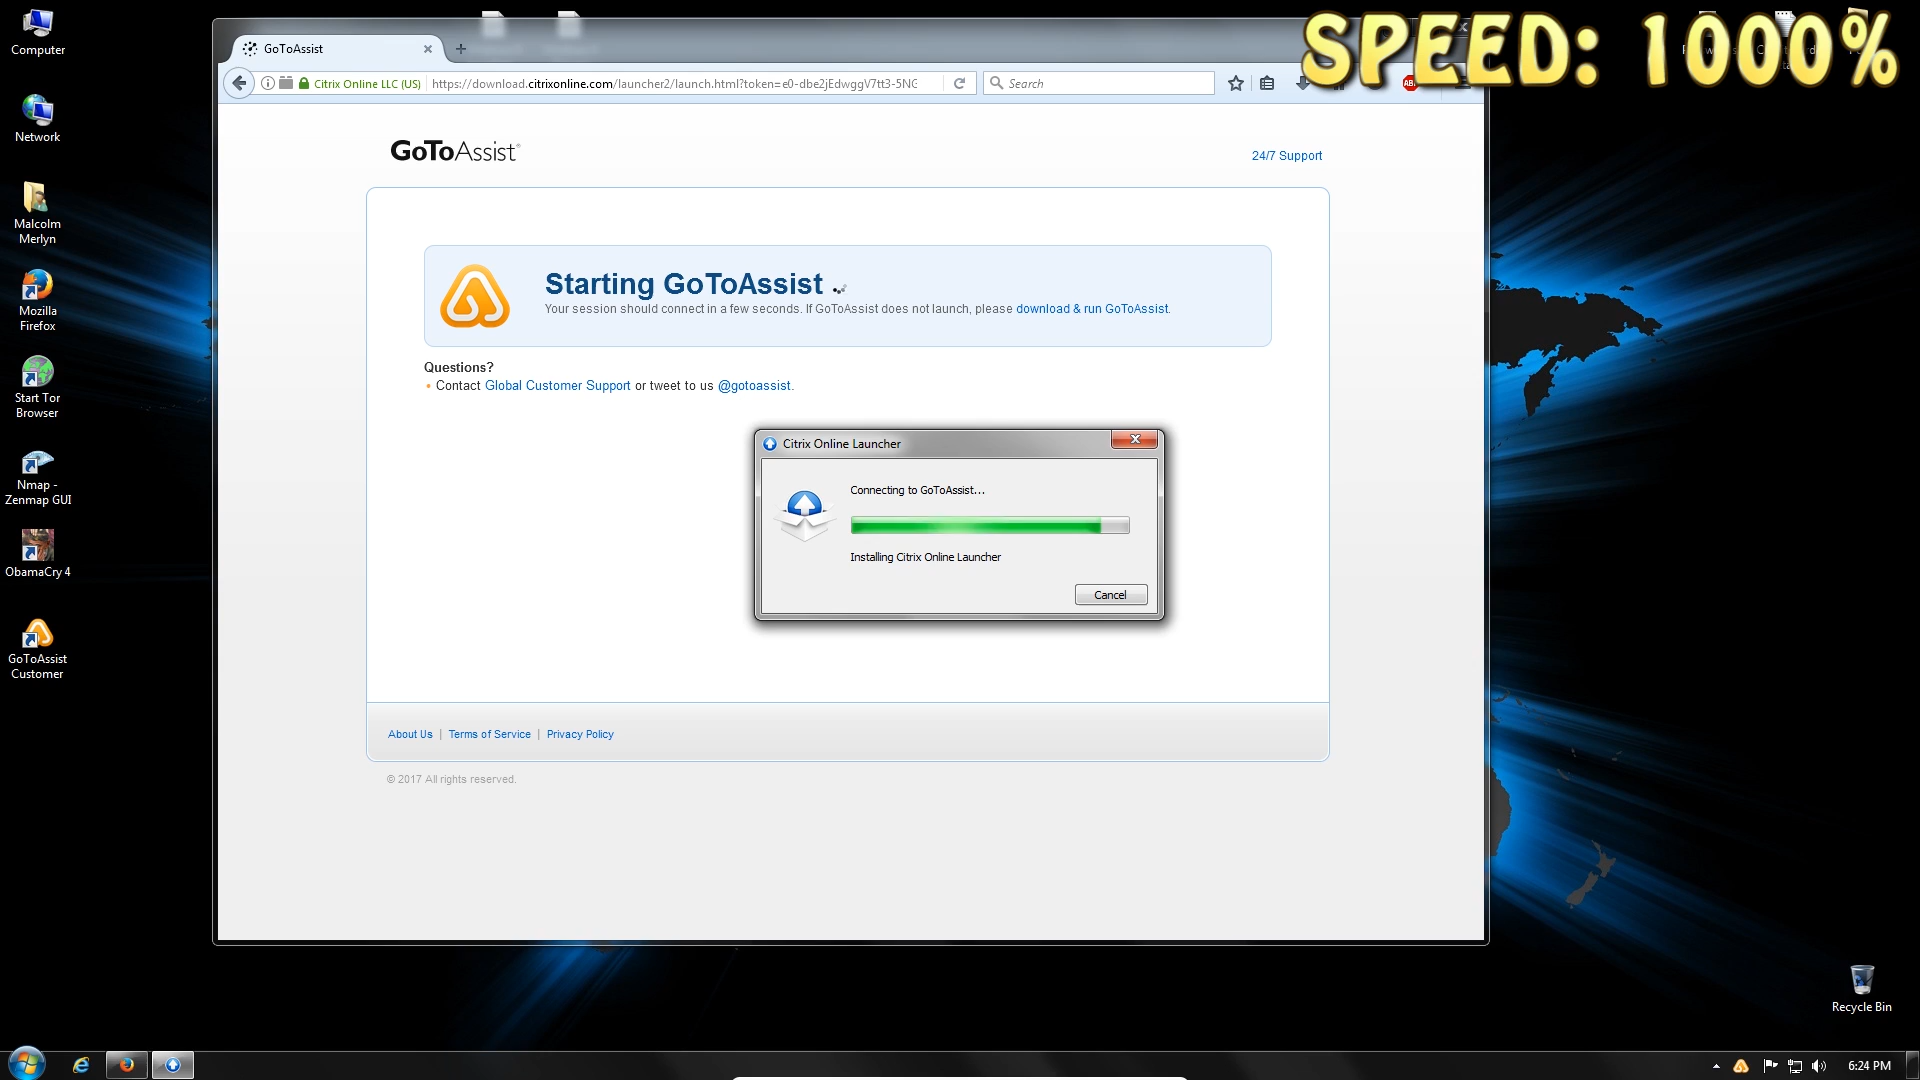 SPEED: 1000%
Computer
Network
Malcolm
Merlyn
Mozilla
Firefox
Start Tor
Browser
Nmap -
Zenmap GUI
ObamaCry 4
GoToAssist
Customer
GoToAssist
Citrix Online LLC (US)
https://download.citrixonline.com/launcher2/launch.html?token=e0-dbe2jEdwggV7tt3-5NG
Search
ABP
GoToAssist
24/7 Support
Starting GoToAssist
Your session should connect in a few seconds. If GoToAssist does not launch, please download & run GoToAssist.
Questions?
• Contact Global Customer Support or tweet to us @gotoassist.
Citrix Online Launcher
Connecting to GoToAssist...
Installing Citrix Online Launcher
Cancel
About Us | Terms of Service | Privacy Policy
© 2017 All rights reserved.
Recycle Bin
6:24 PM